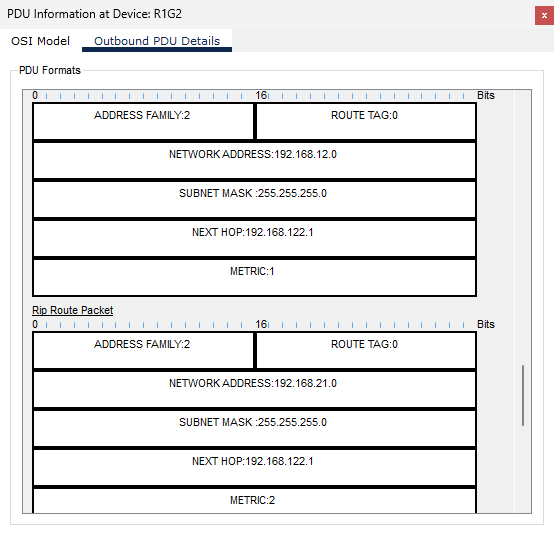 PDU Information at Device: R1G2
x
OSI Model Outbound PDU Details
PDU Formats
0 16 Bits
ADDRESS FAMILY:2 ROUTE TAG:0
NETWORK ADDRESS:192.168.12.0
SUBNET MASK :255.255.255.0
NEXT HOP:192.168.122.1
METRIC:1
Rip Route Packet
0 16 Bits
ADDRESS FAMILY:2 ROUTE TAG:0
NETWORK ADDRESS:192.168.21.0
SUBNET MASK :255.255.255.0
NEXT HOP:192.168.122.1
METRIC:2